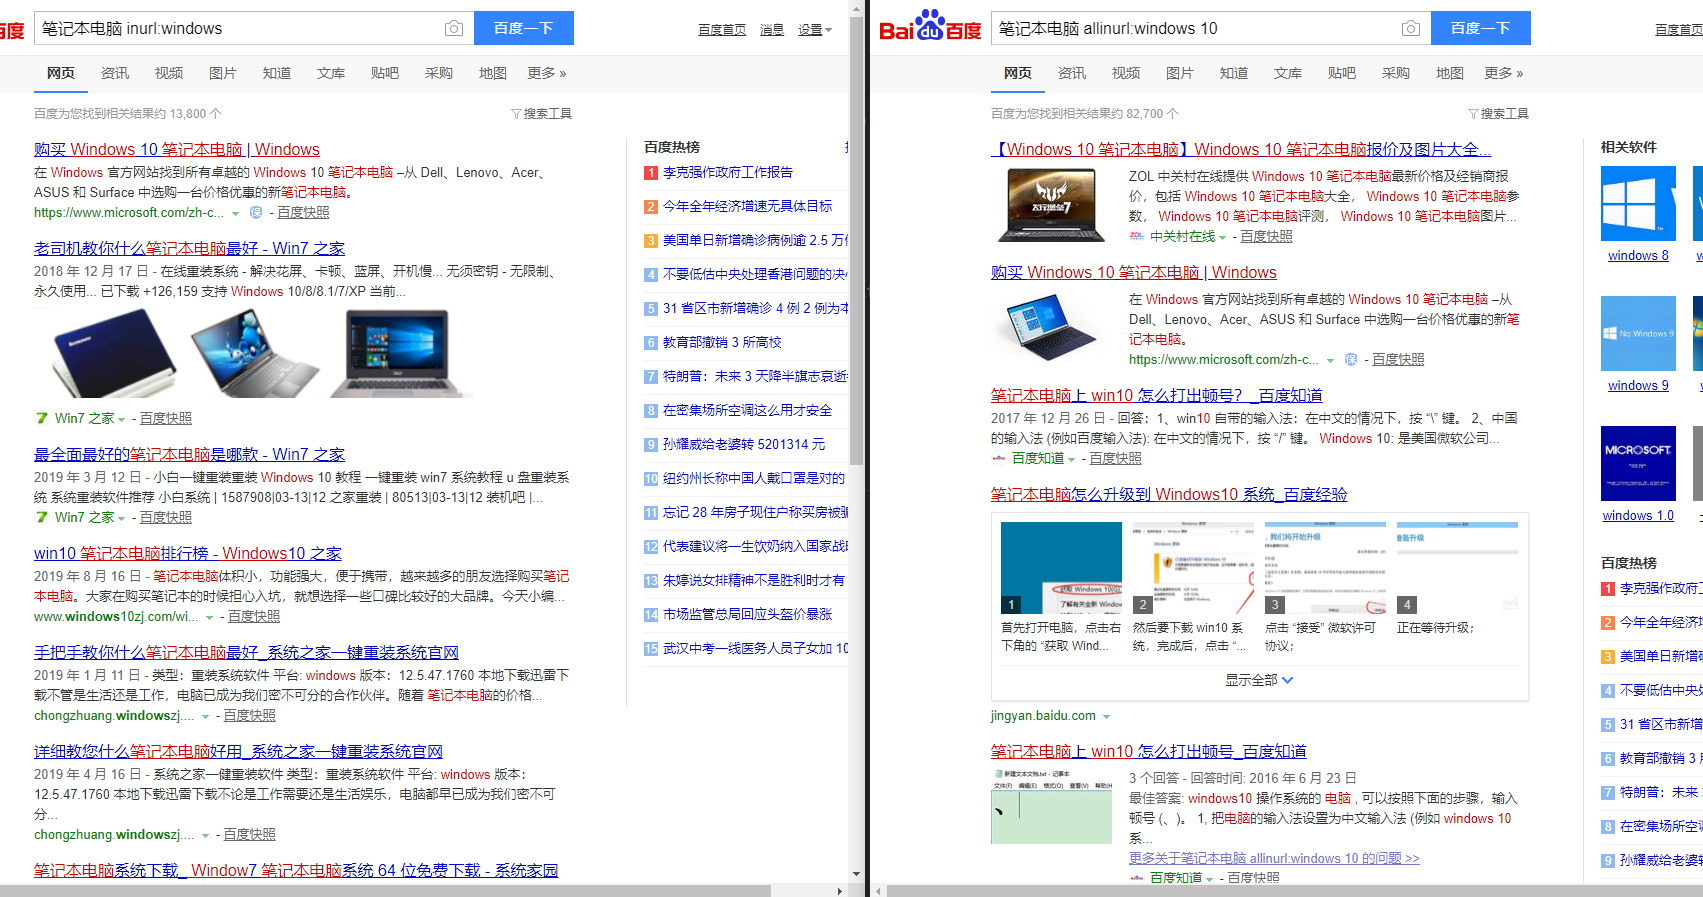 百度
笔记本电脑 inurl:windows
百度一下
百度首页
消息
设置
网页
资讯
视频
图片
知道
文库
贴吧
采购
地图
更多 »
百度为您找到相关结果约 13,800 个
搜索工具
购买 Windows 10 笔记本电脑 | Windows
在 Windows 官方网站找到所有卓越的 Windows 10 笔记本电脑 –从 Dell、Lenovo、Acer、
ASUS 和 Surface 中选购一台价格优惠的新笔记本电脑。
https://www.microsoft.com/zh-c... 保 - 百度快照
老司机教你什么笔记本电脑最好 - Win7 之家
2018 年 12 月 17 日 - 在线重装系统 - 解决花屏、卡顿、蓝屏、开机慢... 无须密钥 - 无限制、
永久使用... 已下载 +126,159 支持 Windows 10/8/8.1/7/XP 当前...
Win7 之家 - 百度快照
最全面最好的笔记本电脑是哪款 - Win7 之家
2019 年 3 月 12 日 - 小白一键重装重装 Windows 10 教程 一键重装 win7 系统教程 u 盘重装系
统 系统重装软件推荐 小白系统 | 1587908|03-13|12 之家重装 | 80513|03-13|12 装机吧 |...
Win7 之家 - 百度快照
win10 笔记本电脑排行榜 - Windows10 之家
2019 年 8 月 16 日 - 笔记本电脑体积小，功能强大，便于携带，越来越多的朋友选择购买笔记
本电脑。大家在购买笔记本的时候担心入坑，就想选择一些口碑比较好的大品牌。今天小编...
www.windows10zj.com/wi... - 百度快照
手把手教你什么笔记本电脑最好_系统之家一键重装系统官网
2019 年 1 月 11 日 - 类型：重装系统软件 平台: windows 版本：12.5.47.1760 本地下载迅雷下
载不管是生活还是工作，电脑已成为我们密不可分的合作伙伴。随着 笔记本电脑的价格...
chongzhuang.windowszj.... - 百度快照
详细教您什么笔记本电脑好用_系统之家一键重装系统官网
2019 年 4 月 16 日 - 系统之家一键重装软件 类型：重装系统软件 平台: windows 版本：
12.5.47.1760 本地下载迅雷下载不论是工作需要还是生活娱乐，电脑都早已成为我们密不可
分...
chongzhuang.windowszj.... - 百度快照
笔记本电脑系统下载_ Window7 笔记本电脑系统 64 位免费下载 - 系统家园
百度热榜
1 李克强作政府工作报告
2 今年全年经济增速无具体目标
3 美国单日新增确诊病例逾 2.5 万
4 不要低估中央处理香港问题的决
5 31 省区市新增确诊 4 例 2 例为本
6 教育部撤销 3 所高校
7 特朗普：未来 3 天降半旗志哀逝
8 在密集场所空调这么用才安全
9 孙耀威给老婆转 5201314 元
10 纽约州长称中国人戴口罩是对的
11 忘记 28 年房子现住户称买房被骗
12 代表建议将一生饮奶纳入国家战
13 朱婷说女排精神不是胜利时才有
14 市场监管总局回应头盔价暴涨
15 武汉中考一线医务人员子女加 10
Bai du 百度
笔记本电脑 allinurl:windows 10
百度一下
百度首页
网页
资讯
视频
图片
知道
文库
贴吧
采购
地图
更多 »
百度为您找到相关结果约 82,700 个
搜索工具
【Windows 10 笔记本电脑】Windows 10 笔记本电脑报价及图片大全...
ZOL 中关村在线提供 Windows 10 笔记本电脑最新价格及经销商报
价，包括 Windows 10 笔记本电脑大全， Windows 10 笔记本电脑参
数， Windows 10 笔记本电脑评测， Windows 10 笔记本电脑图片...
ZOL 中关村在线 - 百度快照
购买 Windows 10 笔记本电脑 | Windows
在 Windows 官方网站找到所有卓越的 Windows 10 笔记本电脑 –从
Dell、Lenovo、Acer、ASUS 和 Surface 中选购一台价格优惠的新笔
记本电脑。
https://www.microsoft.com/zh-c... 保 - 百度快照
笔记本电脑上 win10 怎么打出顿号？_百度知道
2017 年 12 月 26 日 - 回答：1、win10 自带的输入法：在中文的情况下，按 “\” 键。 2、中国
的输入法 (例如百度输入法): 在中文的情况下，按 “/” 键。 Windows 10: 是美国微软公司...
百度知道 - 百度快照
笔记本电脑怎么升级到 Windows10 系统_百度经验
1
首先打开电脑，点击右
下角的 “获取 Wind...
2
然后要下载 win10 系
统，完成后，点击 “...
3
点击 “接受” 微软许可
协议；
4
正在等待升级；
显示全部
jingyan.baidu.com
笔记本电脑上 win10 怎么打出顿号_百度知道
新建文本文档.txt - 记事本
文件(F) 编辑(E) 格式(O) 查看(V) 帮助(H
3 个回答 - 回答时间: 2016 年 6 月 23 日
最佳答案: windows10 操作系统的 电脑 , 可以按照下面的步骤，输入
顿号 (、)。 1, 把电脑的输入法设置为中文输入法 (例如 windows 10
系...
更多关于笔记本电脑 allinurl:windows 10 的问题 >>
百度知道 - 百度快照
相关软件
windows 8
No Windows 9
windows 9
MICROSOFT
windows 1.0
百度热榜
1 李克强作政府工
2 今年全年经济增
3 美国单日新增确
4 不要低估中央处
5 31 省区市新增
6 教育部撤销 3 所
7 特朗普：未来 3
8 在密集场所空调
9 孙耀威给老婆转